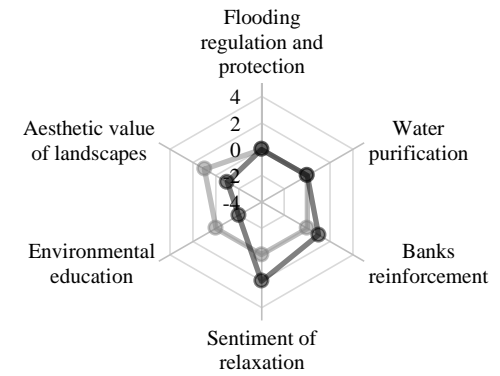 Flooding
regulation and
protection
4
2
0
-2
-4
Water
purification
Banks
reinforcement
Sentiment of
relaxation
Environmental
education
Aesthetic value
of landscapes